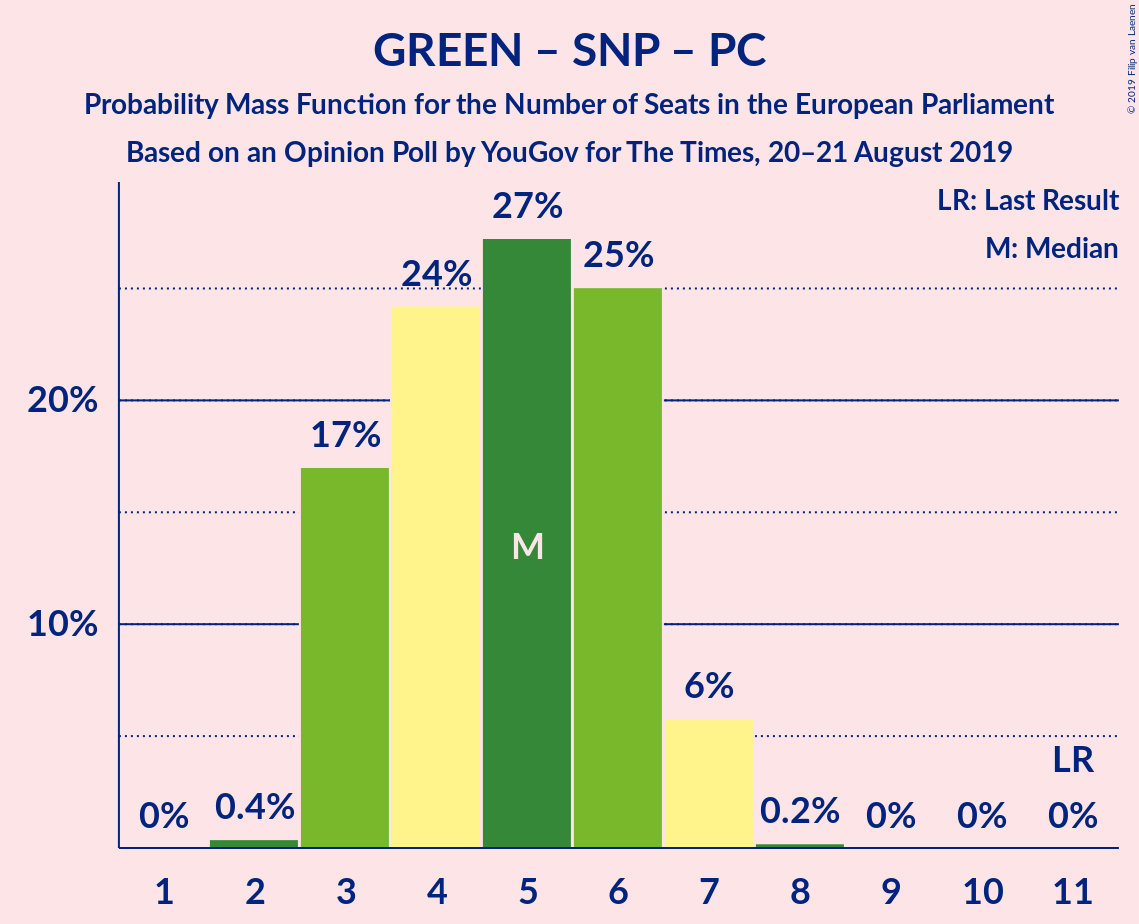 GREEN – SNP – PC
Probability Mass Function for the Number of Seats in the European Parliament
Based on an Opinion Poll by YouGov for The Times, 20–21 August 2019
© 2019 Filip van Laenen
LR: Last Result
M: Median
27%
25%
24%
20%
17%
M
10%
6%
LR
0%
0.4%
0.2%
0%
0%
0%
1 2 3 4 5 6 7 8 9 10 11